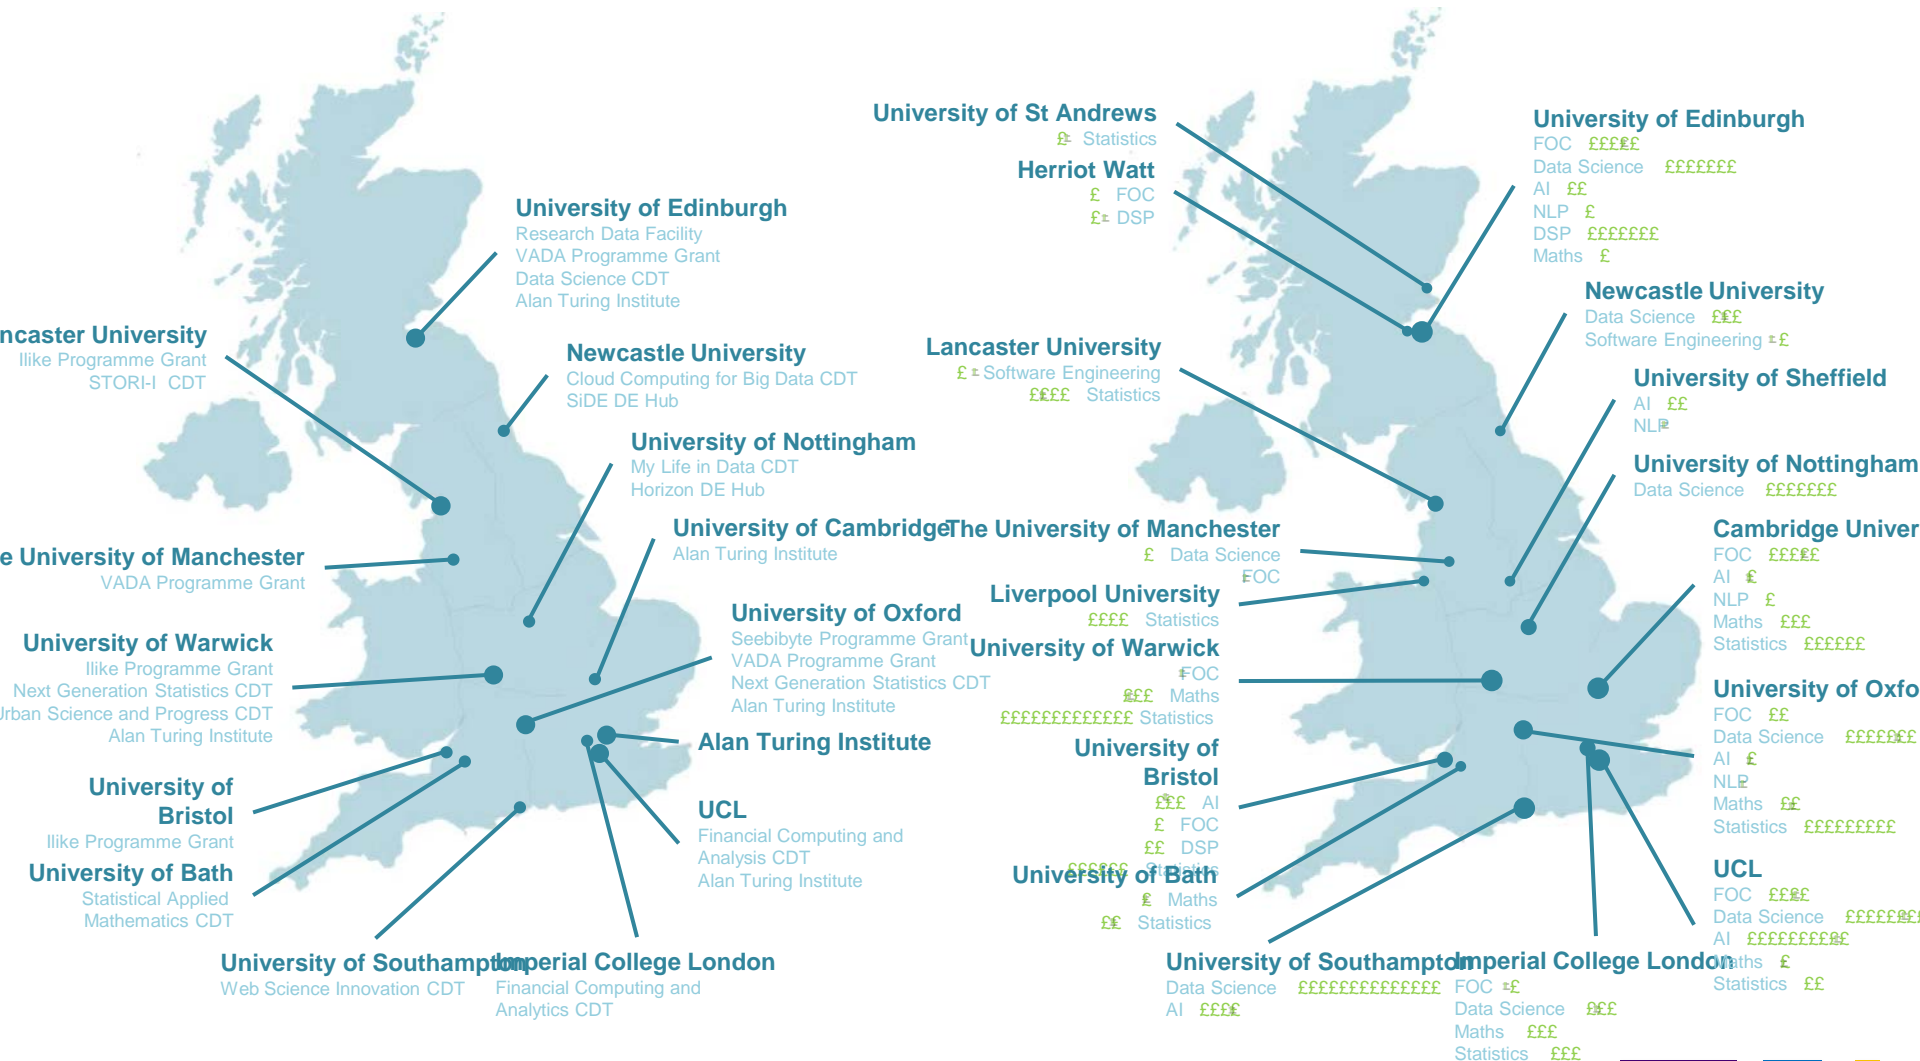 University of Edinburgh
Research Data Facility
VADA Programme Grant
Data Science CDT
Alan Turing Institute
ncaster University
Ilike Programme Grant
STORI-I CDT
Newcastle University
Cloud Computing for Big Data CDT
SiDE DE Hub
University of Nottingham
My Life in Data CDT
Horizon DE Hub
University of Cambridge
Alan Turing Institute
e University of Manchester
VADA Programme Grant
University of Oxford
Seebibyte Programme Grant
VADA Programme Grant
Next Generation Statistics CDT
Alan Turing Institute
University of Warwick
Ilike Programme Grant
Next Generation Statistics CDT
Urban Science and Progress CDT
Alan Turing Institute
Alan Turing Institute
University of
Bristol
Ilike Programme Grant
UCL
Financial Computing and
Analysis CDT
Alan Turing Institute
University of Bath
Statistical Applied
Mathematics CDT
University of Southampton
Web Science Innovation CDT
Imperial College London
Financial Computing and
Analytics CDT
University of St Andrews
££ Statistics
Herriot Watt
£ FOC
££ DSP
University of Edinburgh
FOC £££££
Data Science £££££££
AI ££
NLP £
DSP £££££££
Maths £
Newcastle University
Data Science £££
Software Engineering ££
Lancaster University
££ Software Engineering
££££ Statistics
University of Sheffield
AI ££
NLP £
University of Nottingham
Data Science £££££££
The University of Manchester
£ Data Science
£ FOC
Cambridge Univer
FOC £££££
AI £
NLP £
Maths £££
Statistics ££££££
Liverpool University
££££ Statistics
University of Warwick
£ FOC
£££ Maths
£££££££££££££ Statistics
University of Oxfo
FOC ££
Data Science £££££££
AI £
NLP £
Maths ££
Statistics £££££££££
University of
Bristol
£££ AI
£ FOC
££ DSP
££££££ Statistics
University of Bath
£ Maths
££ Statistics
UCL
FOC ££££
Data Science ££££££££
AI ££££££££££
Maths £
Statistics ££
University of Southampton
Data Science ££££££££££££££
AI ££££
Imperial College London
FOC ££
Data Science £££
Maths £££
Statistics £££